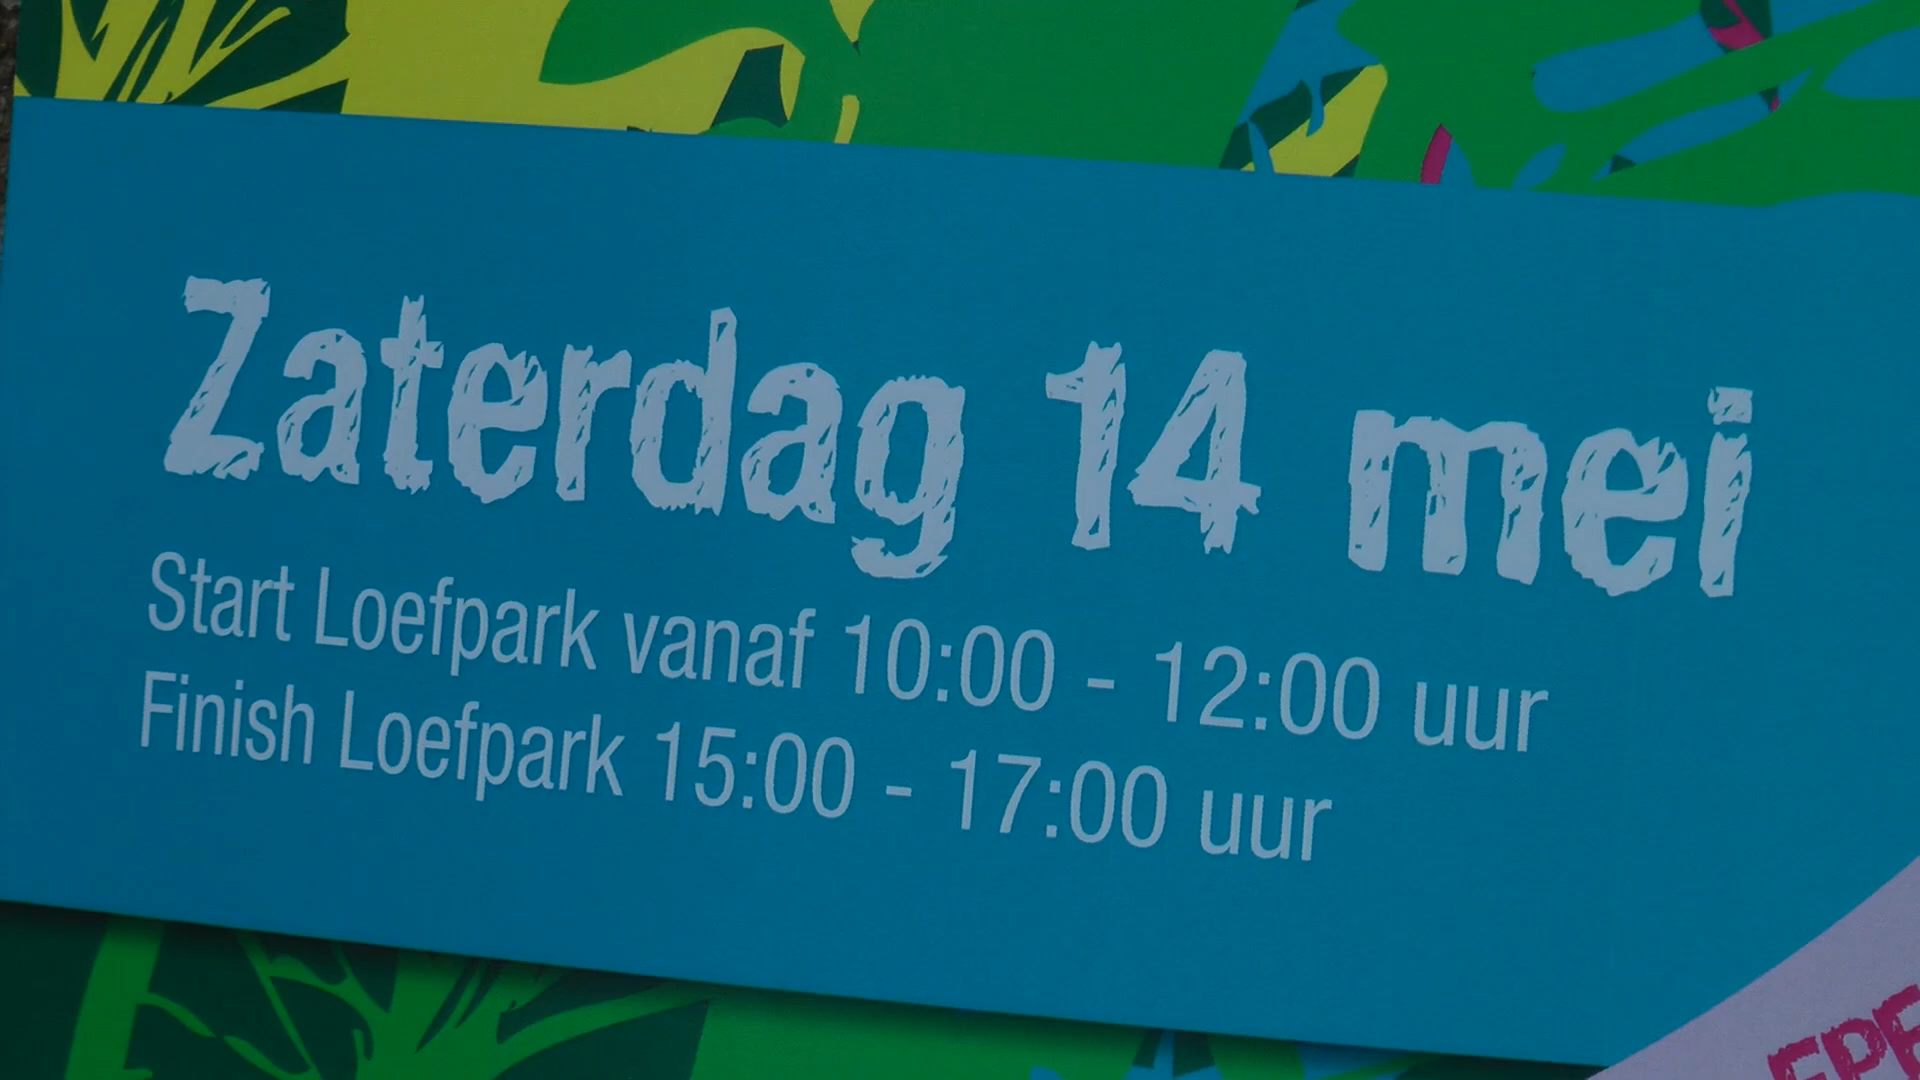 Zaterdag 14 mei
Start Loefpark vanaf 10:00 - 12:00 uur
Finish Loefpark 15:00 - 17:00 uur